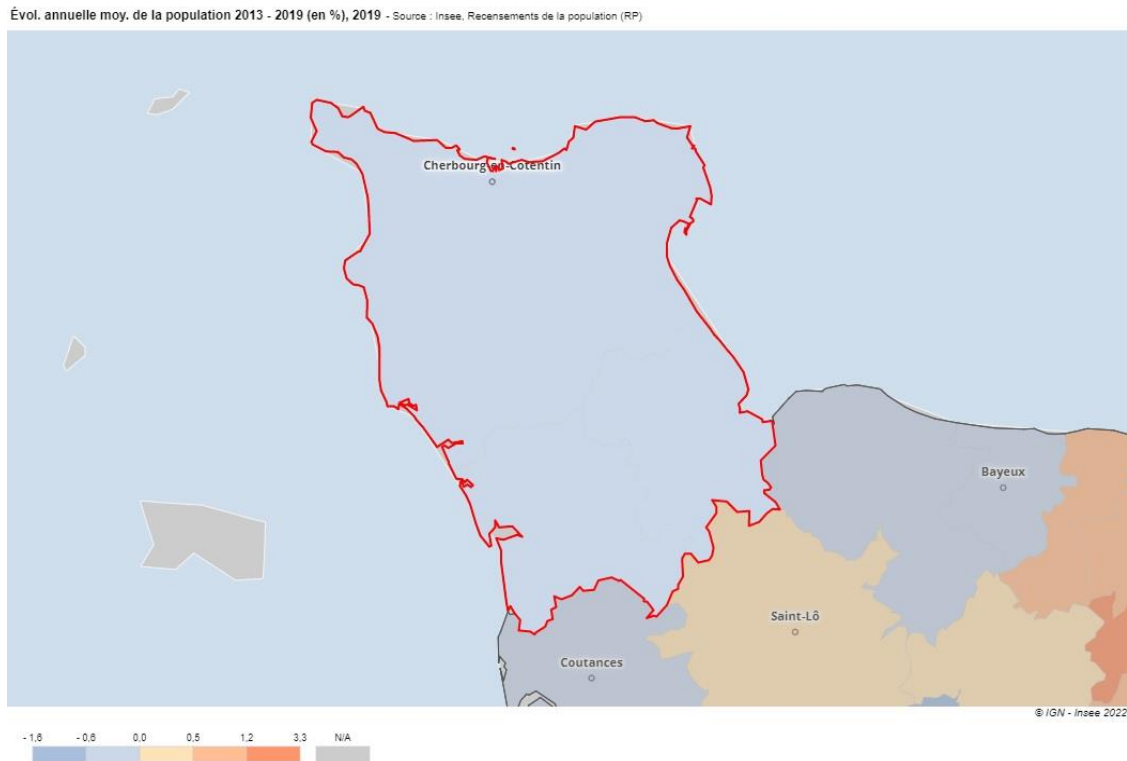 Évol. annuelle moy. de la population 2013 - 2019 (en %), 2019 - Source : Insee, Recensements de la population (RP)
Cherbourg-en-Cotentin
Bayeux
Saint-Lô
Coutances
© IGN - Insee 2022
- 1,6 - 0,6 0,0 0,5 1,2 3,3 N/A